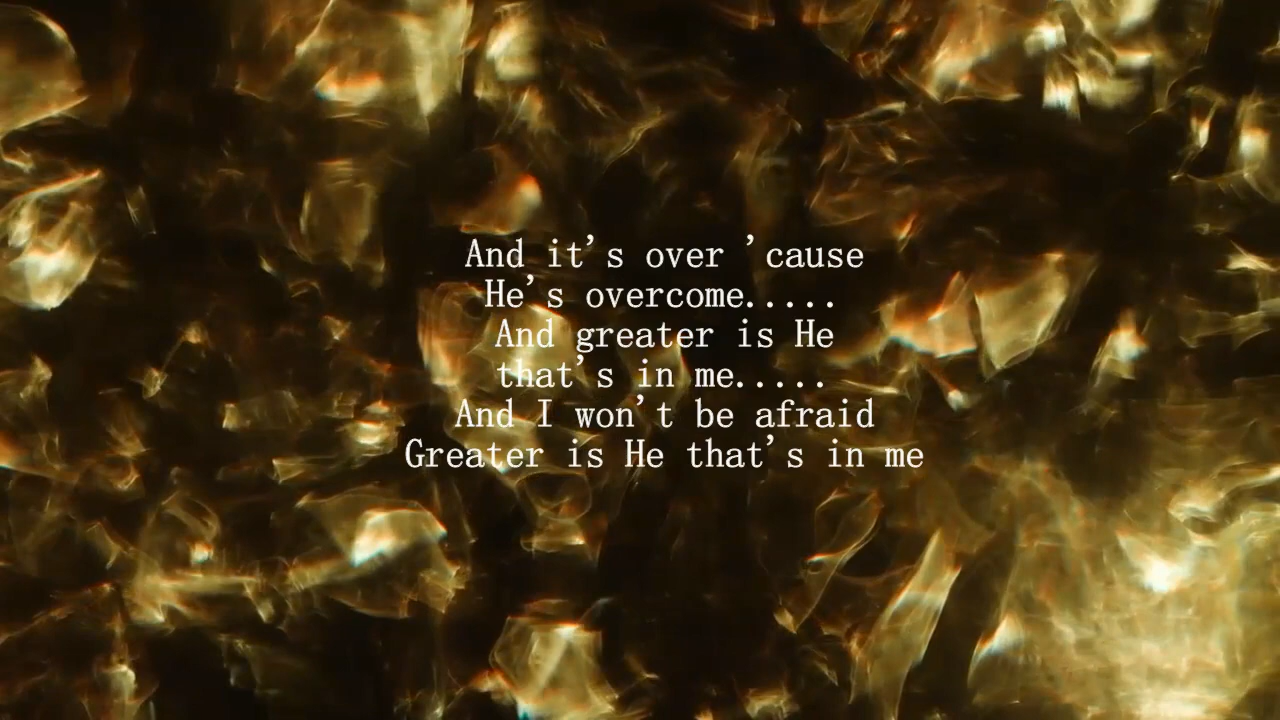 And it's over 'cause
He's overcome.....
And greater is He
that's in me.....
And I won't be afraid
Greater is He that's in me